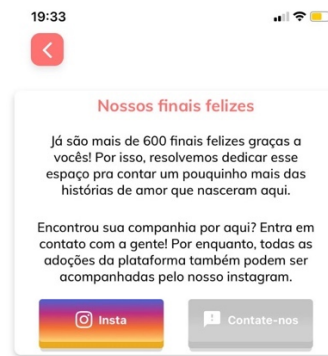 19:33
Nossos finais felizes
Já são mais de 600 finais felizes graças a
vocês! Por isso, resolvemos dedicar esse
espaço pra contar um pouquinho mais das
histórias de amor que nasceram aqui.
Encontrou sua companhia por aqui? Entra em
contato com a gente! Por enquanto, todas as
adoções da plataforma também podem ser
acompanhadas pelo nosso instagram.
Insta
Contate-nos